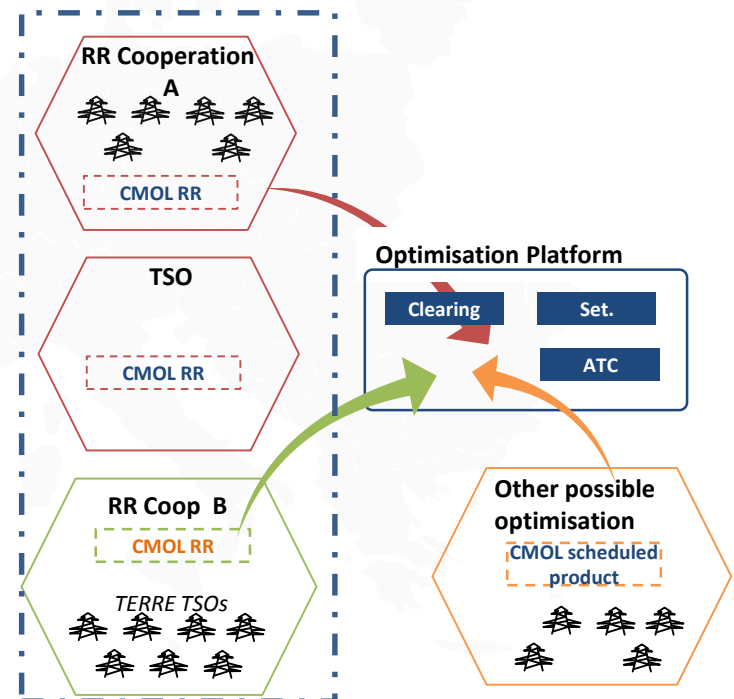 RR Cooperation
A
CMOL RR
TSO
CMOL RR
RR Coop B
CMOL RR
TERRE TSOs
Optimisation Platform
Clearing
Set.
ATC
Other possible
optimisation
CMOL scheduled
product